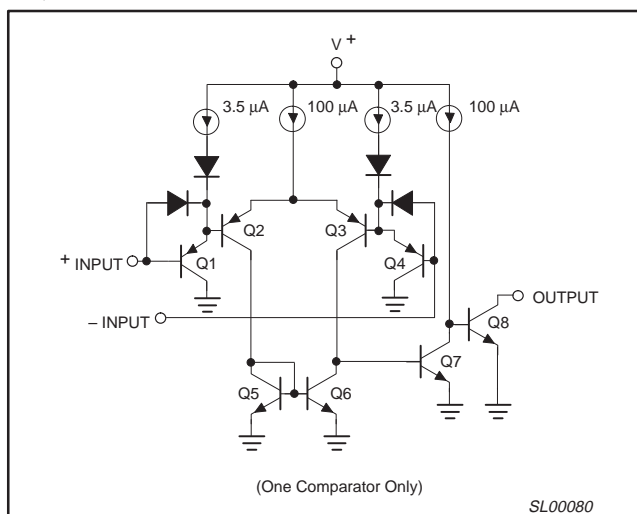 V +
3.5 μA
100 μA
3.5 μA
100 μA
Q2
Q3
+ INPUT
Q1
Q4
OUTPUT
– INPUT
Q8
Q7
Q5
Q6
(One Comparator Only)
SL00080